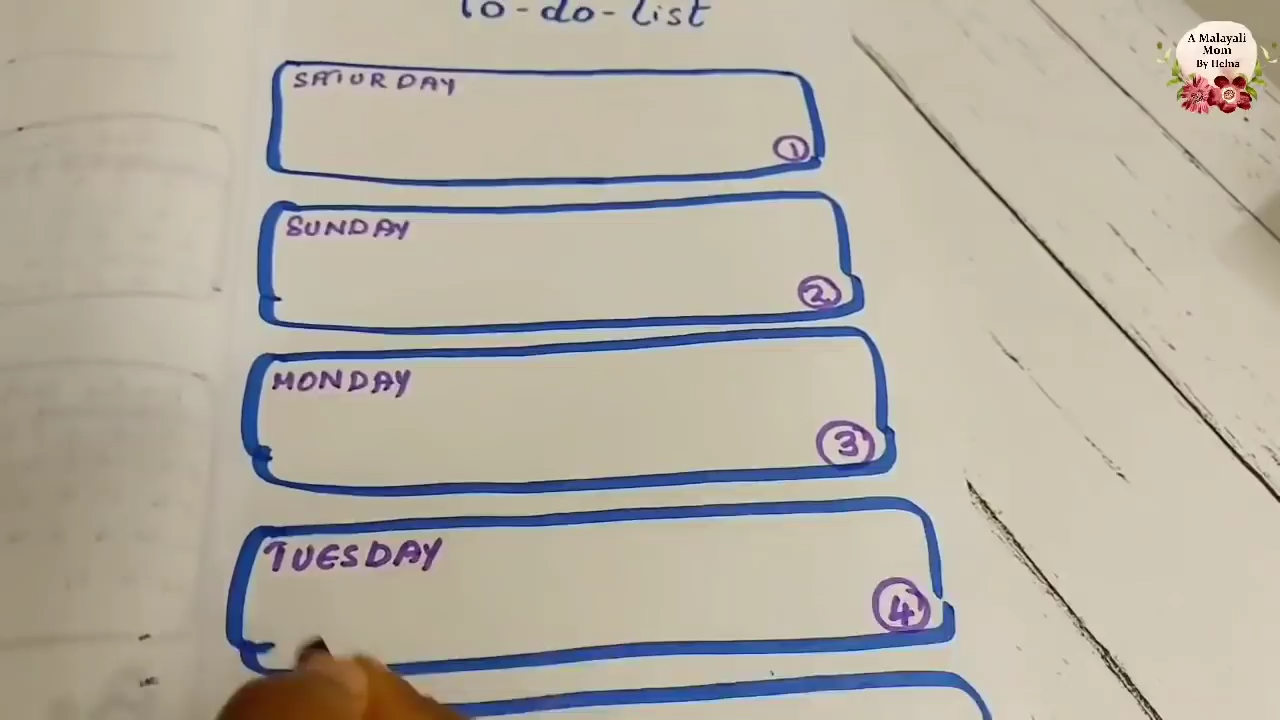 To-do-list
SATURDAY
1
SUNDAY
2
MONDAY
3
TUESDAY
4
A Malayali
Mom
By Helna